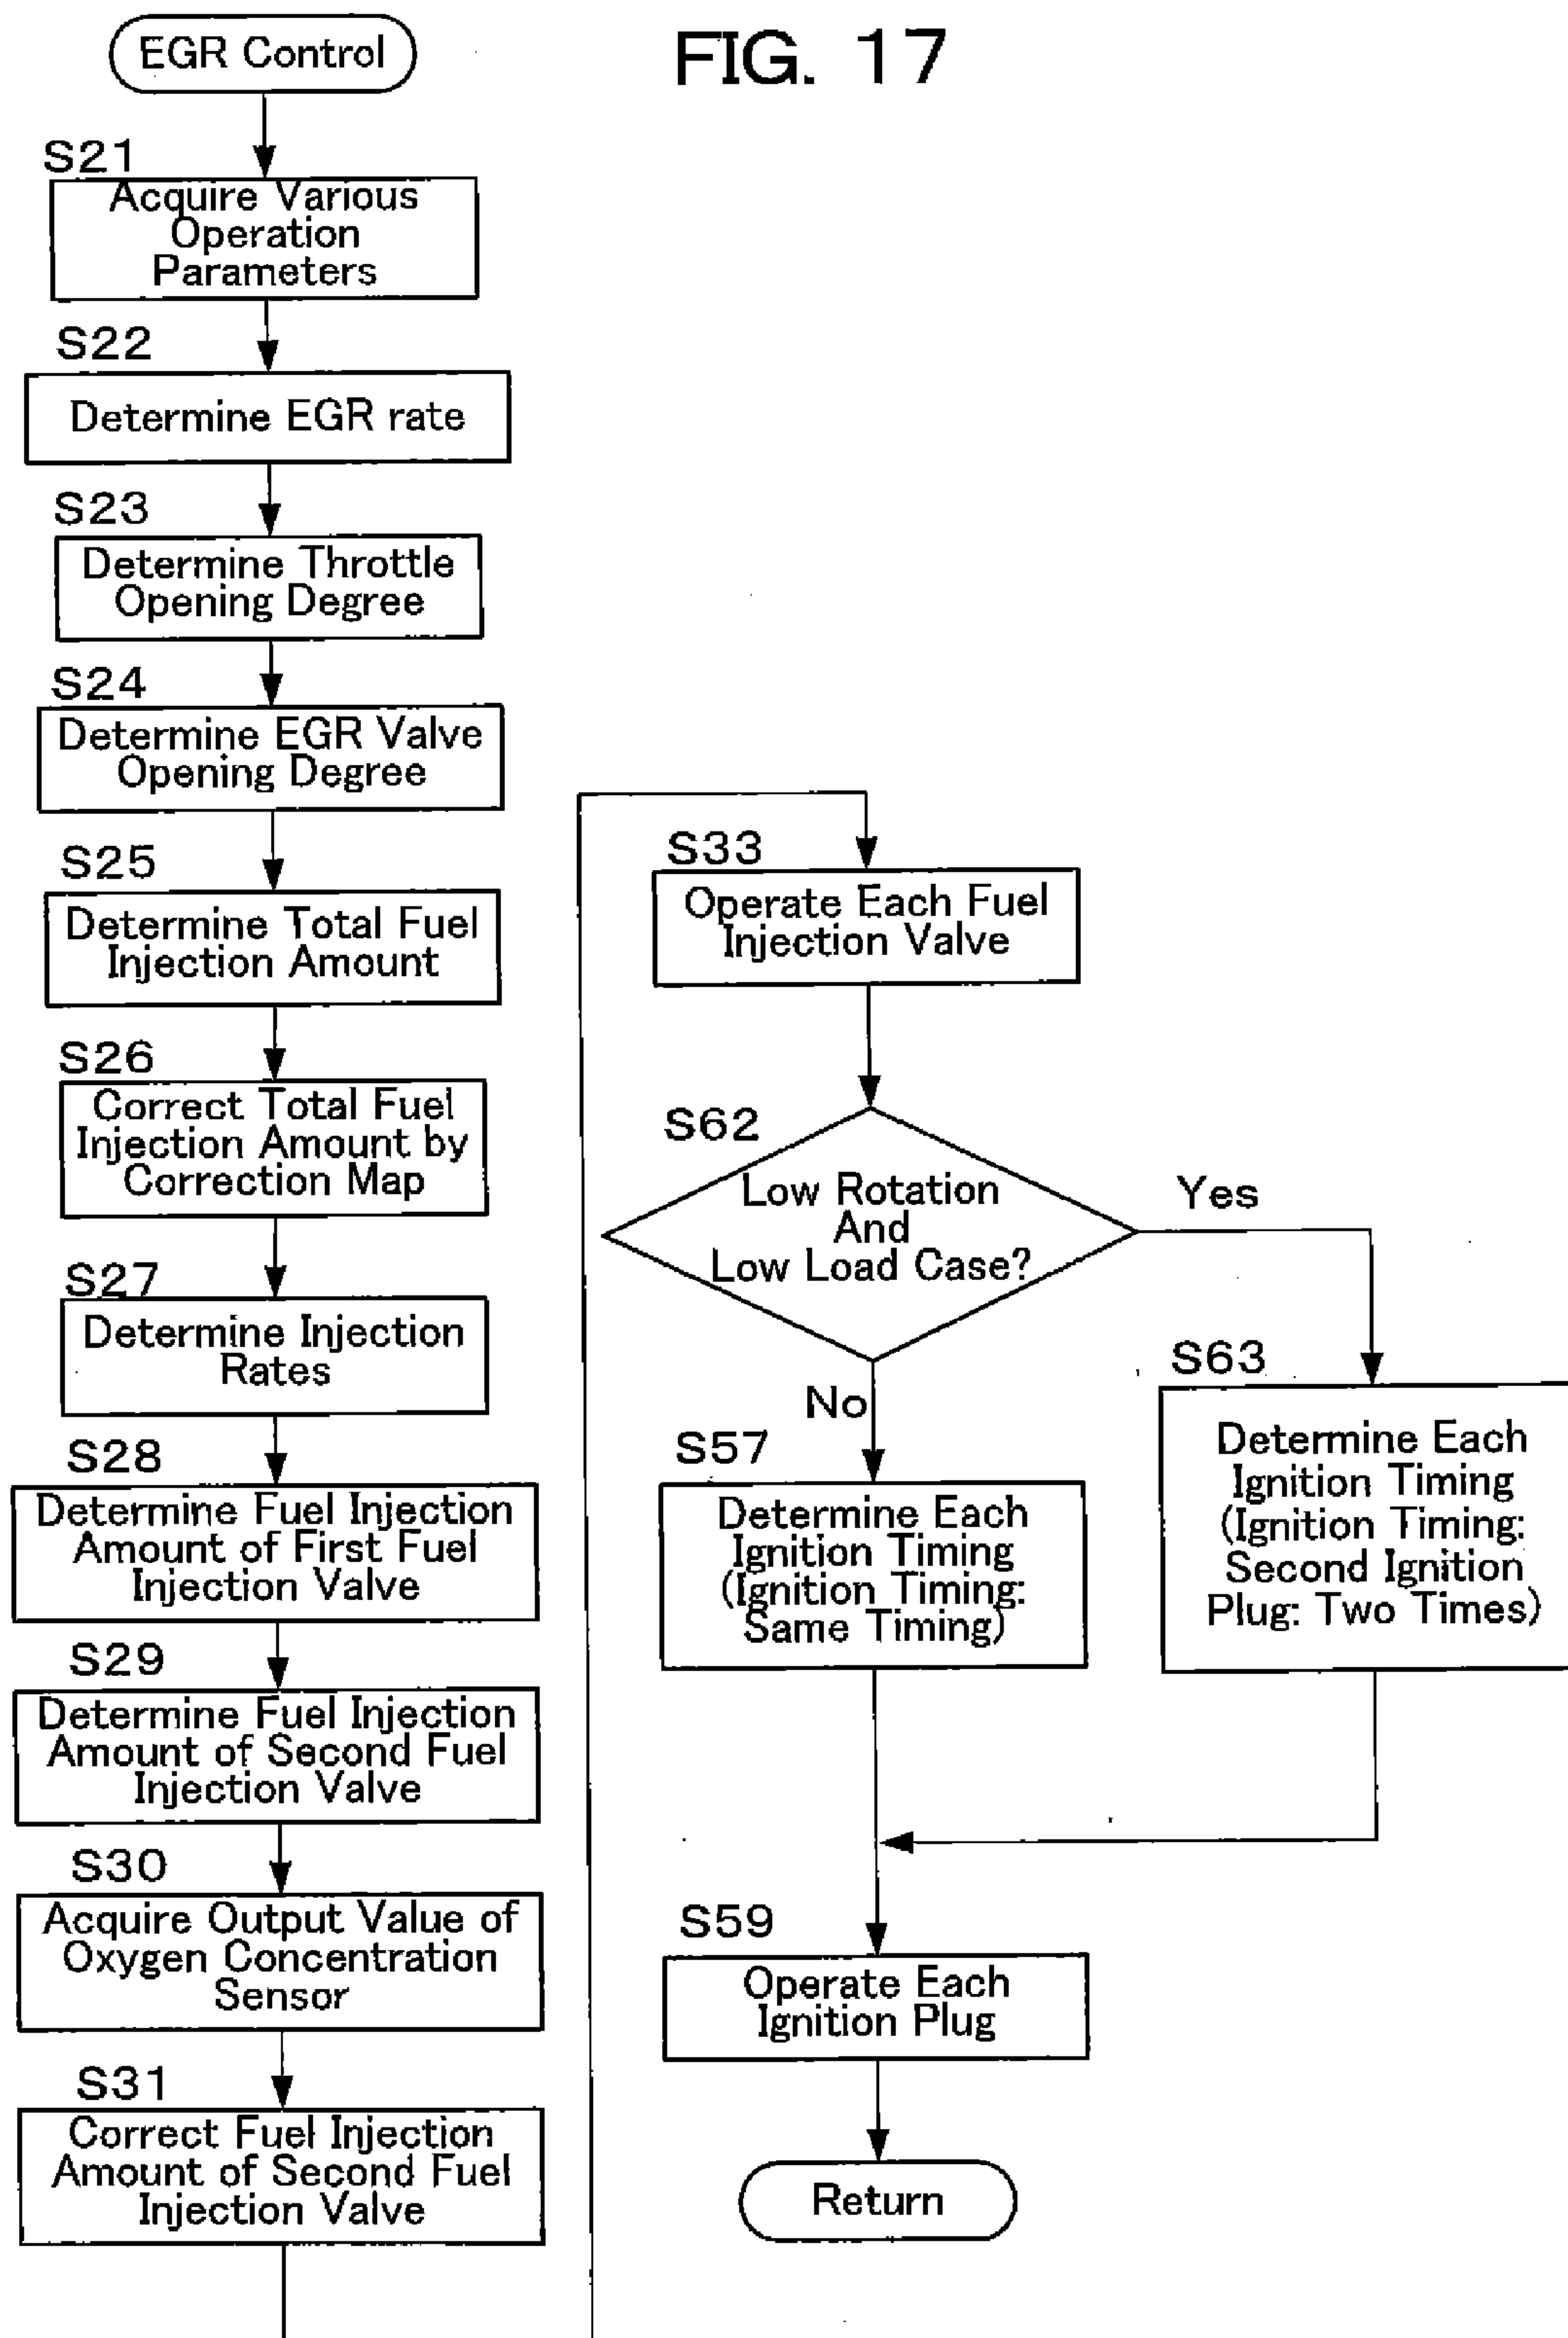 FIG. 17
EGR Control
S21
Acquire Various
Operation
Parameters
S22
Determine EGR rate
S23
Determine Throttle
Opening Degree
S24
Determine EGR Valve
Opening Degree
S25
Determine Total Fuel
Injection Amount
S26
Correct Total Fuel
Injection Amount by
Correction Map
S27
Determine Injection
Rates
S28
Determine Fuel Injection
Amount of First Fuel
Injection Valve
S29
Determine Fuel Injection
Amount of Second Fuel
Injection Valve
S30
Acquire Output Value of
Oxygen Concentration
Sensor
S31
Correct Fuel Injection
Amount of Second Fuel
Injection Valve
S33
Operate Each Fuel
Injection Valve
S62
Low Rotation
And
Low Load Case?
Yes
No
S63
Determine Each
Ignition Timing
(Ignition Timing:
Second Ignition
Plug: Two Times)
S57
Determine Each
Ignition Timing
(Ignition Timing:
Same Timing)
S59
Operate Each
Ignition Plug
Return